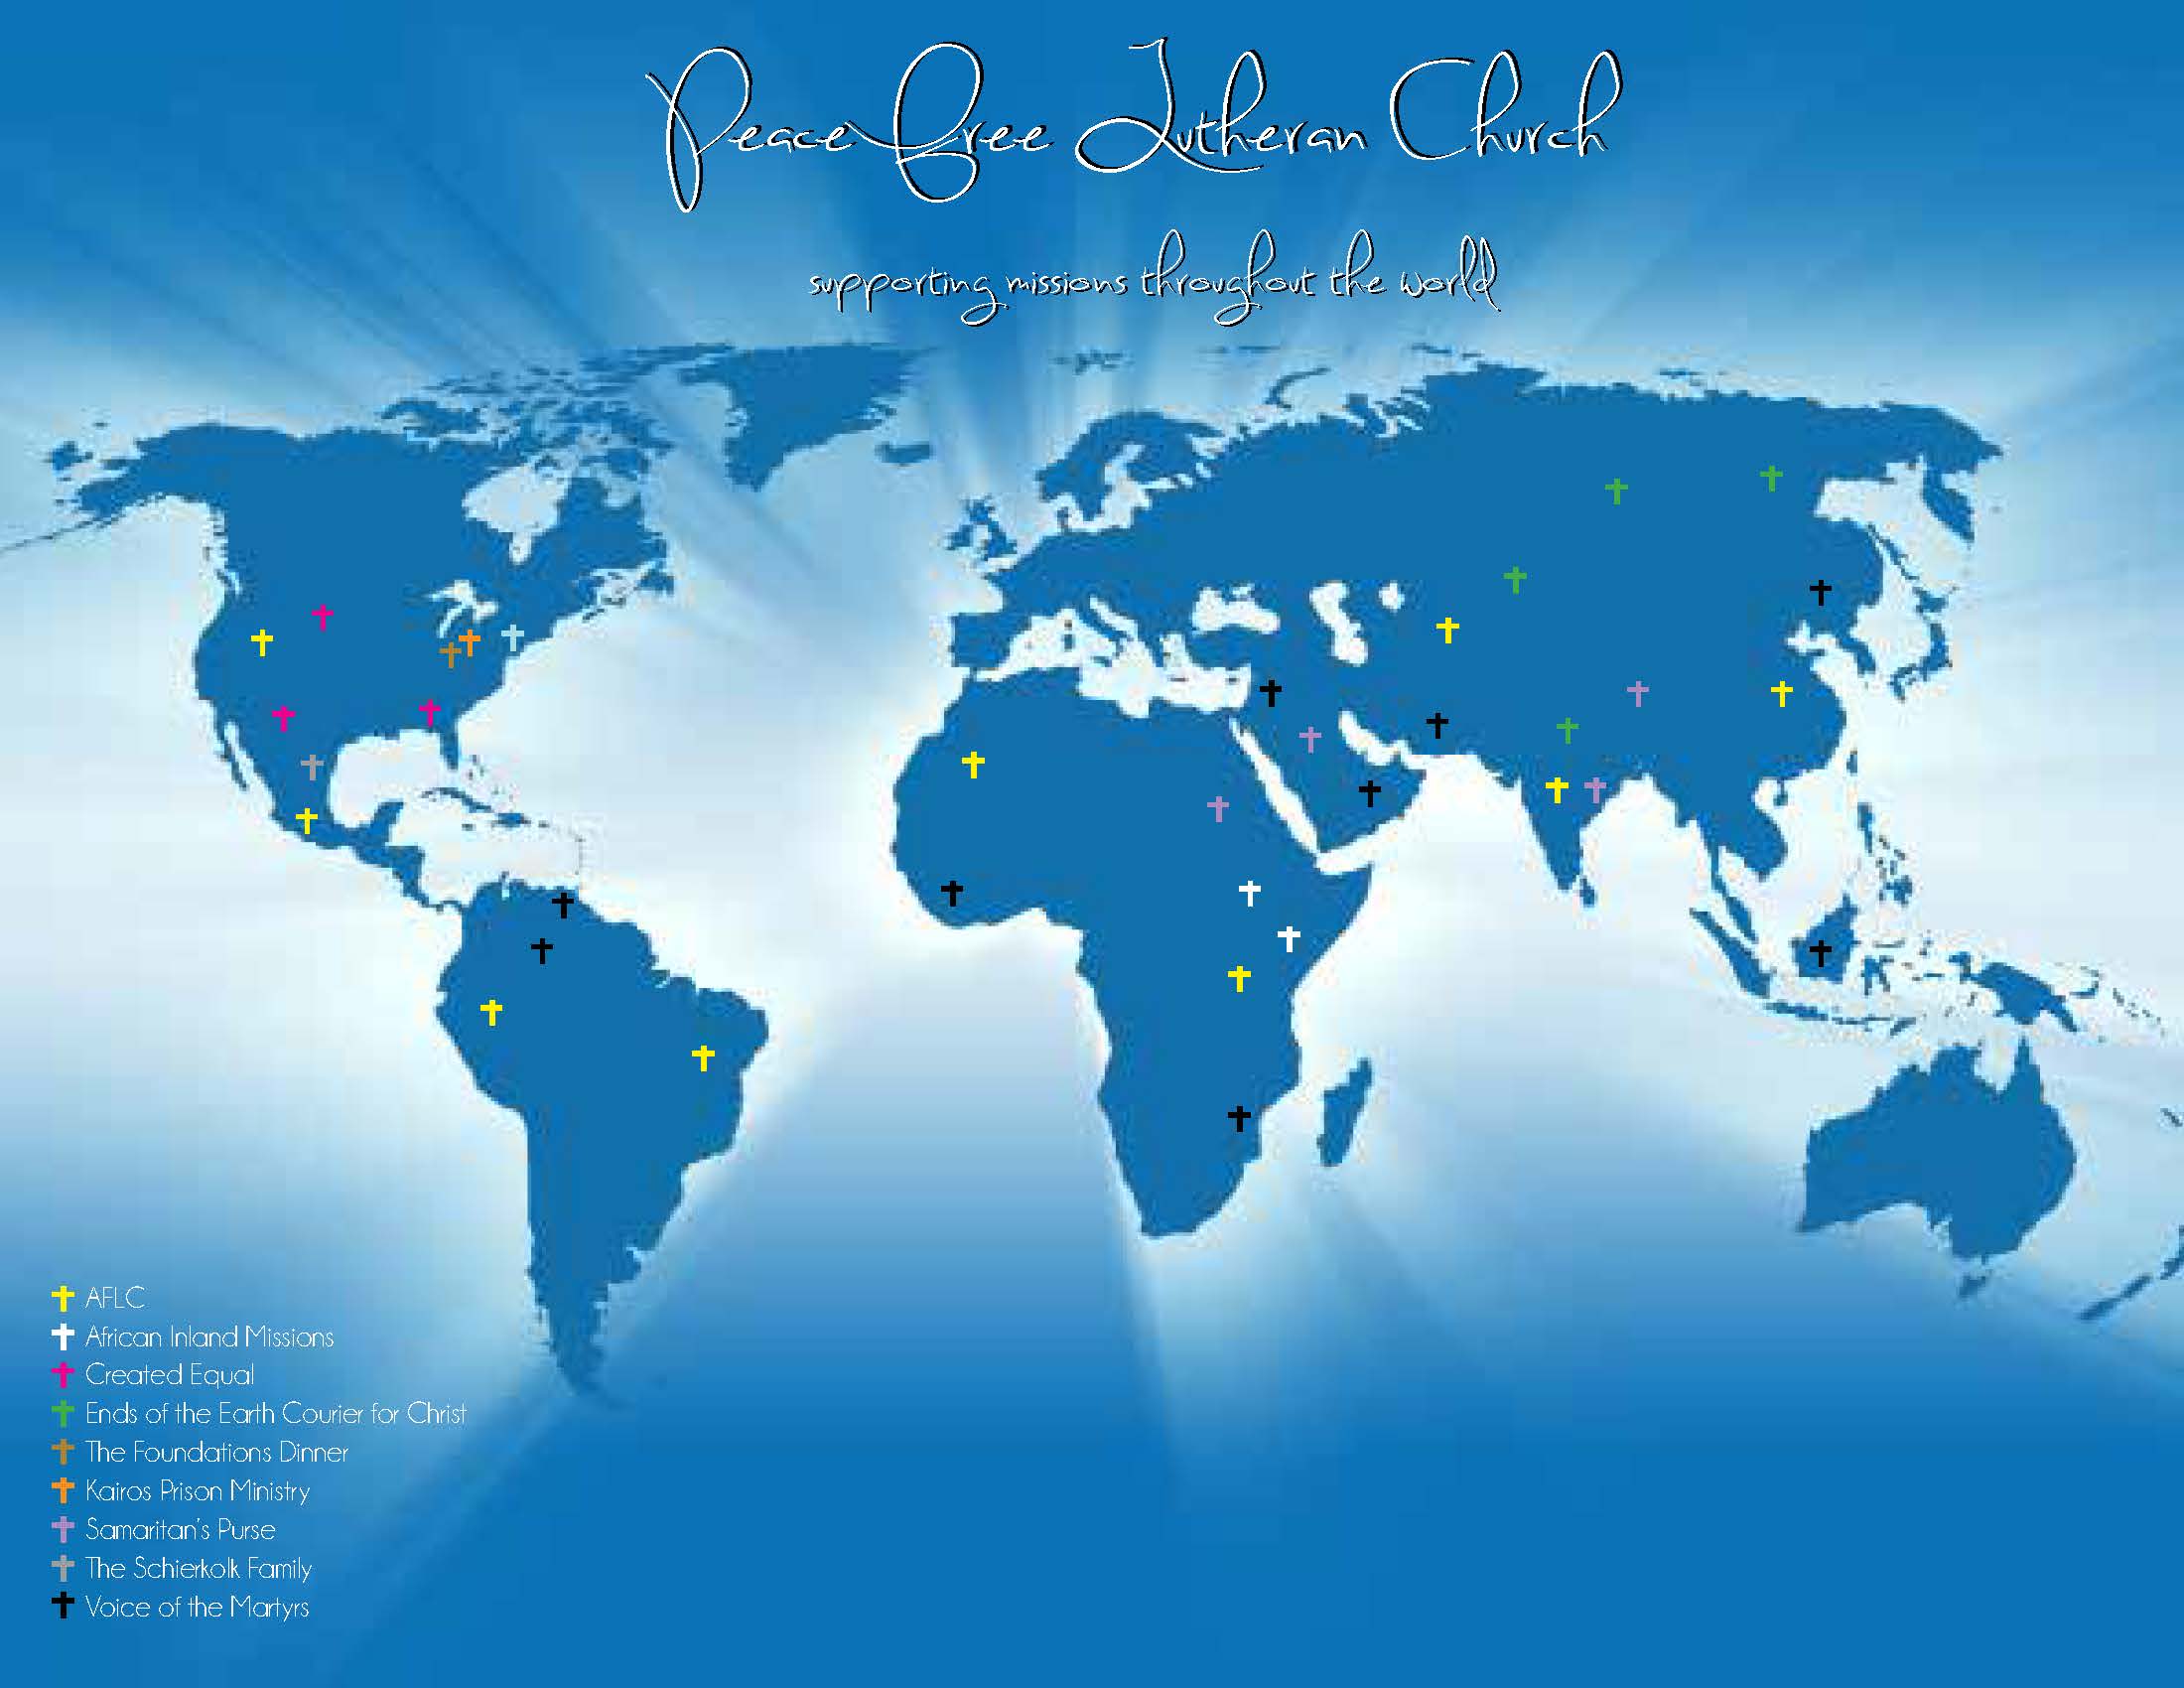 Peace Free Lutheran Church
supporting missions throughout the world
AFLC
African Inland Missions
Created Equal
Ends of the Earth Courier for Christ
The Foundations Dinner
Kairos Prison Ministry
Samaritan's Purse
The Schierkolk Family
Voice of the Martyrs